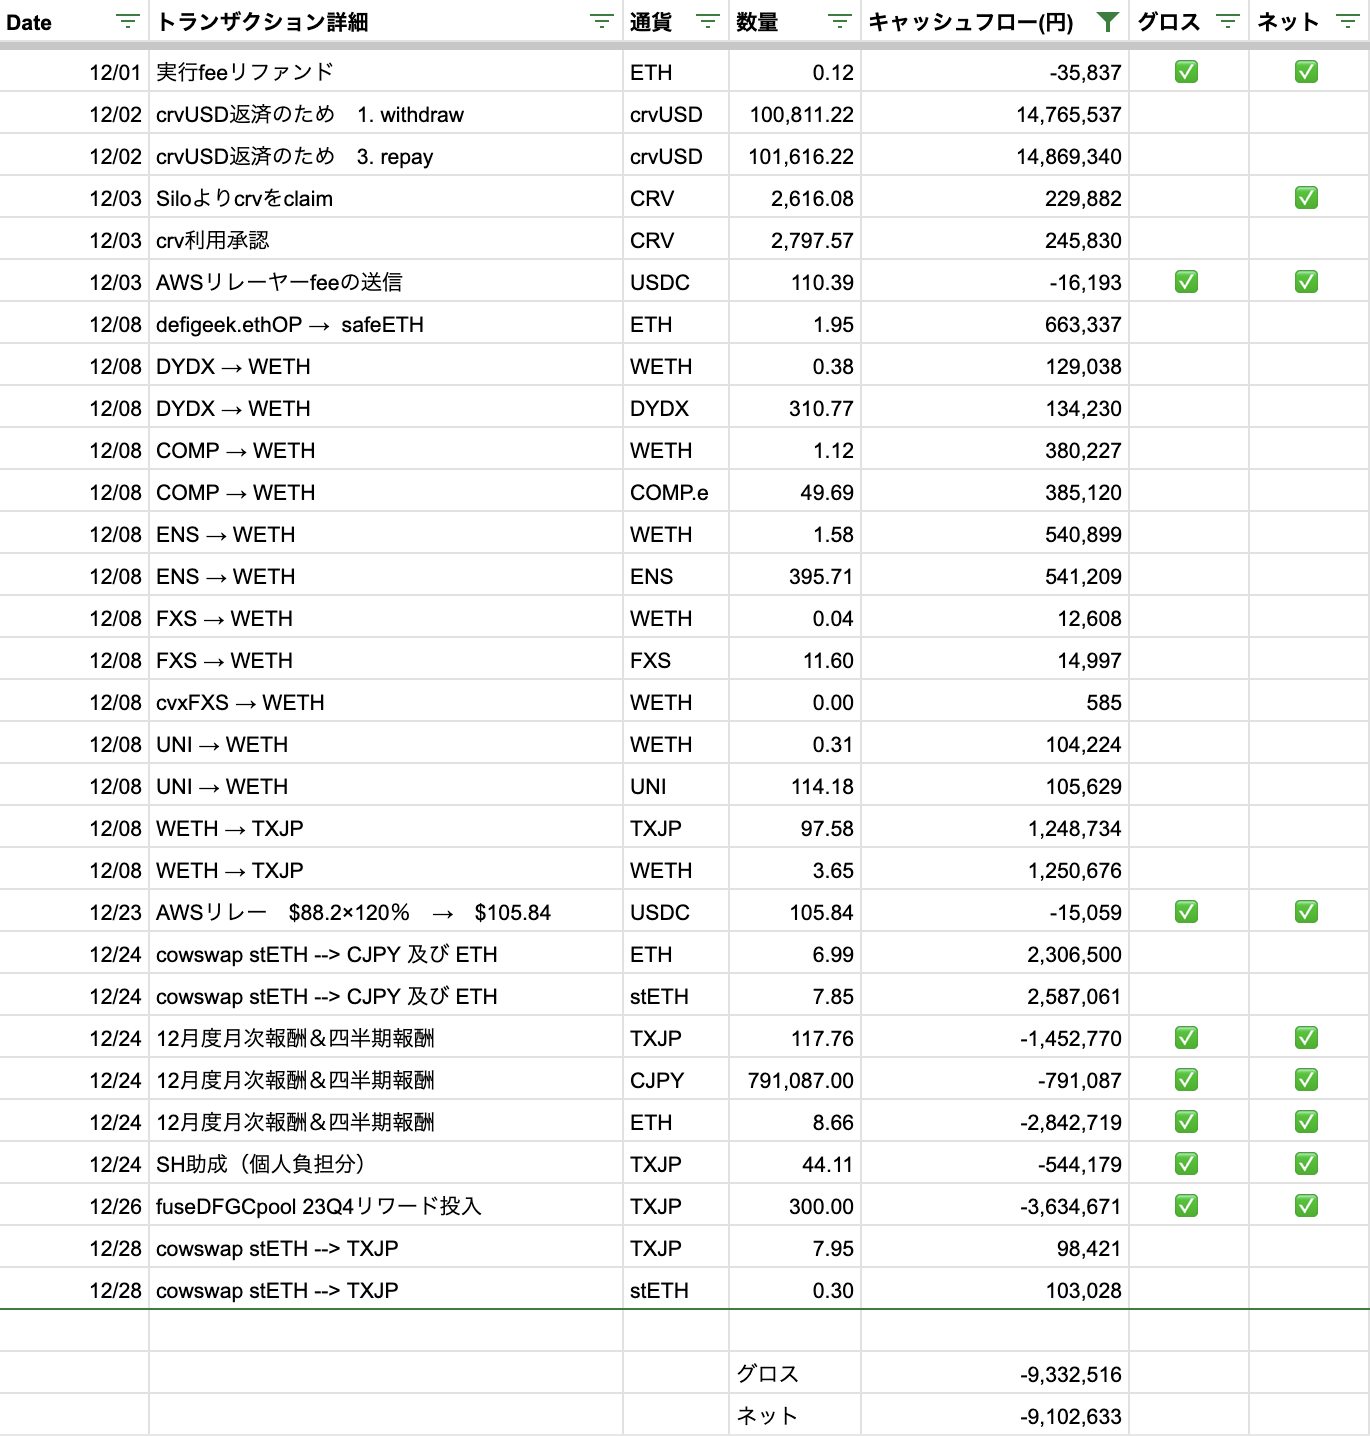 Date トランザクション詳細 通貨 数量 キャッシュフロー(円) グロス ネット
12/01 実行feeリファンド ETH 0.12 -35,837 ✅ ✅
12/02 crvUSD返済のため　1. withdraw crvUSD 100,811.22 14,765,537
12/02 crvUSD返済のため　3. repay crvUSD 101,616.22 14,869,340
12/03 Siloよりcrvをclaim CRV 2,616.08 229,882 ✅
12/03 crv利用承認 CRV 2,797.57 245,830
12/03 AWSリレーヤーfeeの送信 USDC 110.39 -16,193 ✅ ✅
12/08 defigeek.ethOP → safeETH ETH 1.95 663,337
12/08 DYDX → WETH WETH 0.38 129,038
12/08 DYDX → WETH DYDX 310.77 134,230
12/08 COMP → WETH WETH 1.12 380,227
12/08 COMP → WETH COMP.e 49.69 385,120
12/08 ENS → WETH WETH 1.58 540,899
12/08 ENS → WETH ENS 395.71 541,209
12/08 FXS → WETH WETH 0.04 12,608
12/08 FXS → WETH FXS 11.60 14,997
12/08 cvxFXS → WETH WETH 0.00 585
12/08 UNI → WETH WETH 0.31 104,224
12/08 UNI → WETH UNI 114.18 105,629
12/08 WETH → TXJP TXJP 97.58 1,248,734
12/08 WETH → TXJP WETH 3.65 1,250,676
12/23 AWSリレー　$88.2×120%　→　$105.84 USDC 105.84 -15,059 ✅ ✅
12/24 cowswap stETH --> CJPY 及び ETH ETH 6.99 2,306,500
12/24 cowswap stETH --> CJPY 及び ETH stETH 7.85 2,587,061
12/24 12月度月次報酬＆四半期報酬 TXJP 117.76 -1,452,770 ✅ ✅
12/24 12月度月次報酬＆四半期報酬 CJPY 791,087.00 -791,087 ✅ ✅
12/24 12月度月次報酬＆四半期報酬 ETH 8.66 -2,842,719 ✅ ✅
12/24 SH助成（個人負担分） TXJP 44.11 -544,179 ✅ ✅
12/26 fuseDFGCpool 23Q4リワード投入 TXJP 300.00 -3,634,671 ✅ ✅
12/28 cowswap stETH --> TXJP TXJP 7.95 98,421
12/28 cowswap stETH --> TXJP stETH 0.30 103,028
グロス -9,332,516
ネット -9,102,633